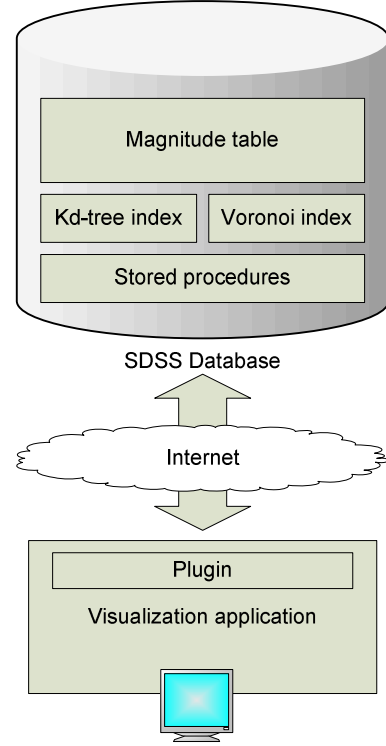 Magnitude table
Kd-tree index
Voronoi index
Stored procedures
SDSS Database
Internet
Plugin
Visualization application